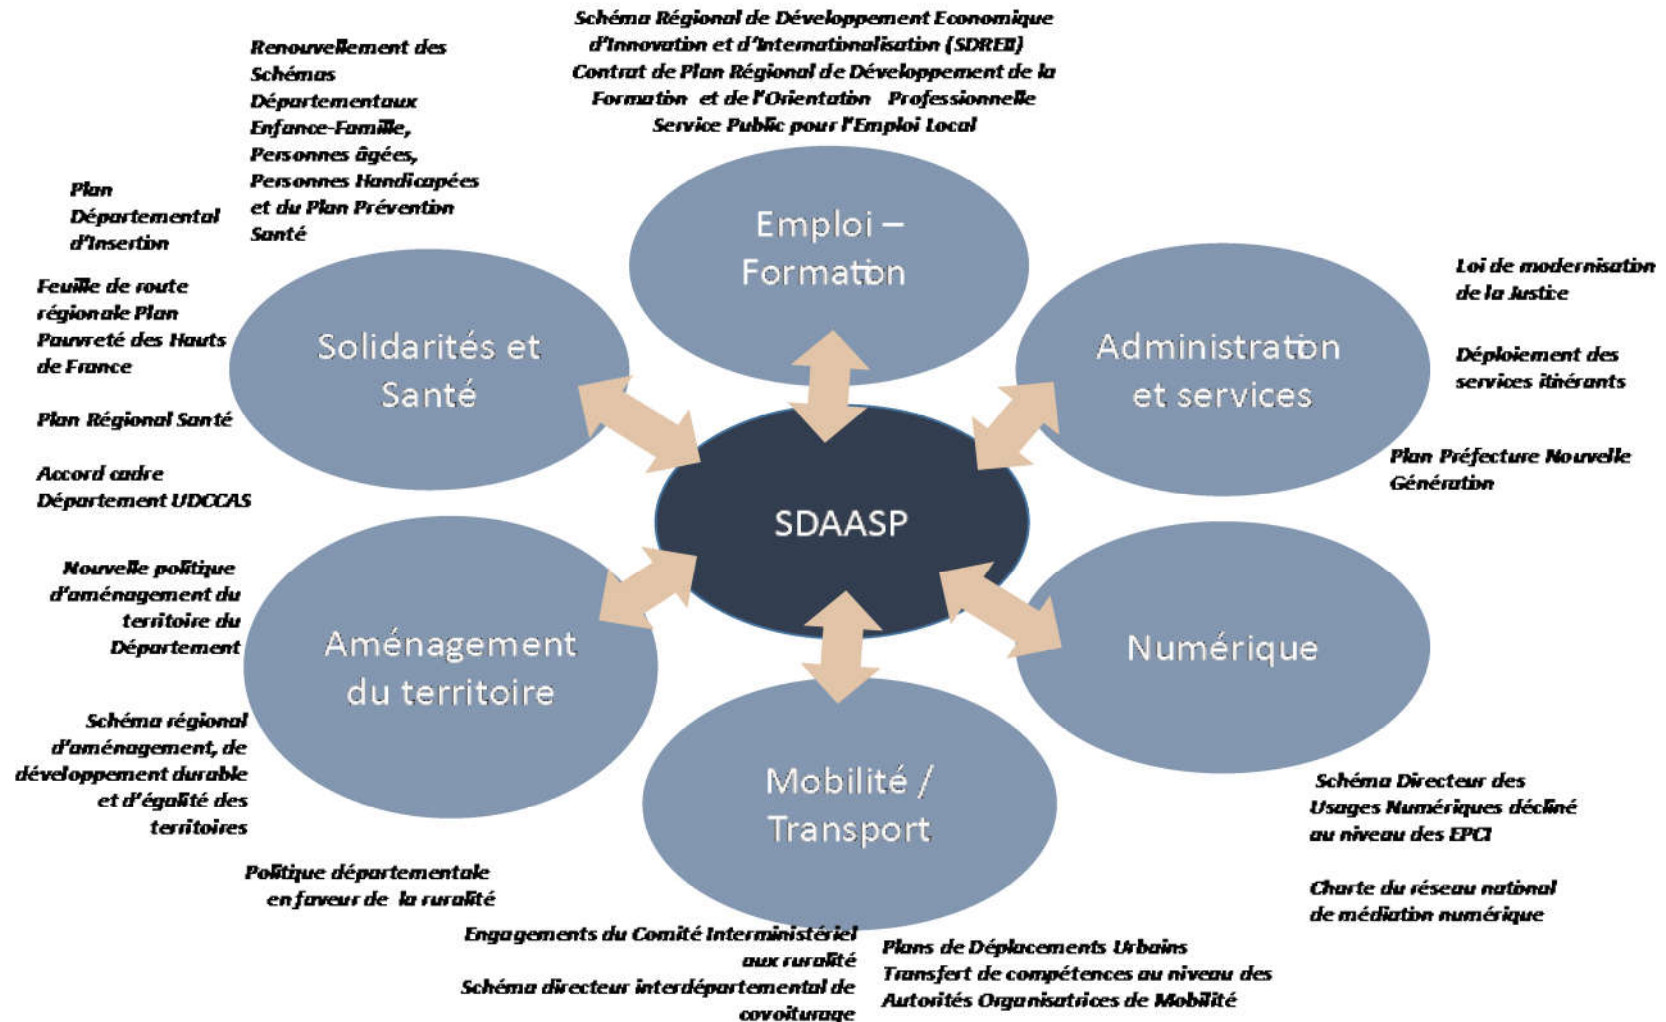 Schéma Régional de Développement Economique
d'Innovation et d'Internationalisation (SDREII)
Contrat de Plan Régional de Développement de la
Formation et de l'Orientation Professionnelle
Service Public pour l'Emploi Local
Renouvellement des
Schémas
Départementaux
Enfance-Famille,
Personnes âgées,
Personnes Handicapées
et du Plan Prévention
Santé
Plan
Départemental
d'Insertion
Feuille de route
régionale Plan
Pauvreté des Hauts
de France
Plan Régional Santé
Accord cadre
Département UDCCAS
Solidarités et
Santé
Emploi –
Formation
Administration
et services
Loi de modernisation
de la Justice
Déploiement des
services itinérants
Plan Préfecture Nouvelle
Génération
SDAASP
Nouvelle politique
d'aménagement du
territoire du
Département
Schéma régional
d'aménagement, de
développement durable
et d'égalité des
territoires
Aménagement
du territoire
Numérique
Mobilité /
Transport
Schéma Directeur des
Usages Numériques décliné
au niveau des EPCI
Charte du réseau national
de médiation numérique
Politique départementale
en faveur de la ruralité
Engagements du Comité Interministériel
aux ruralité
Schéma directeur interdépartemental de
covoiturage
Plans de Déplacements Urbains
Transfert de compétences au niveau des
Autorités Organisatrices de Mobilité